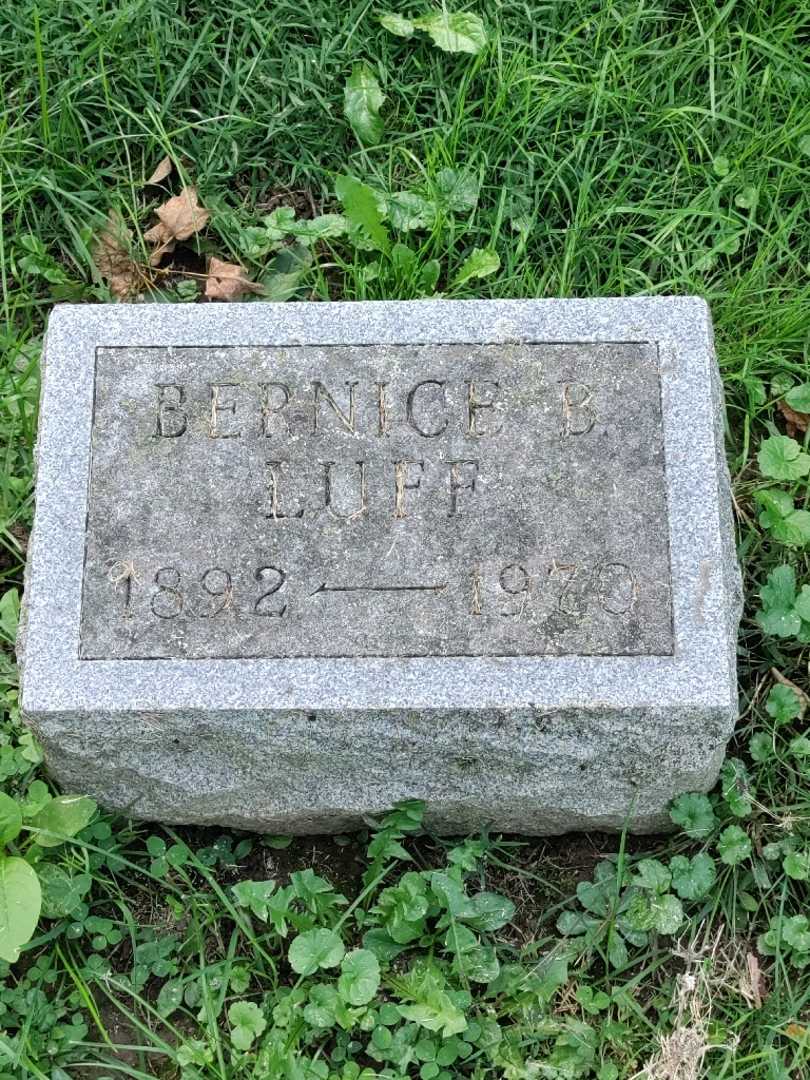 BERNICE B.
LUFF
1892 — 1970